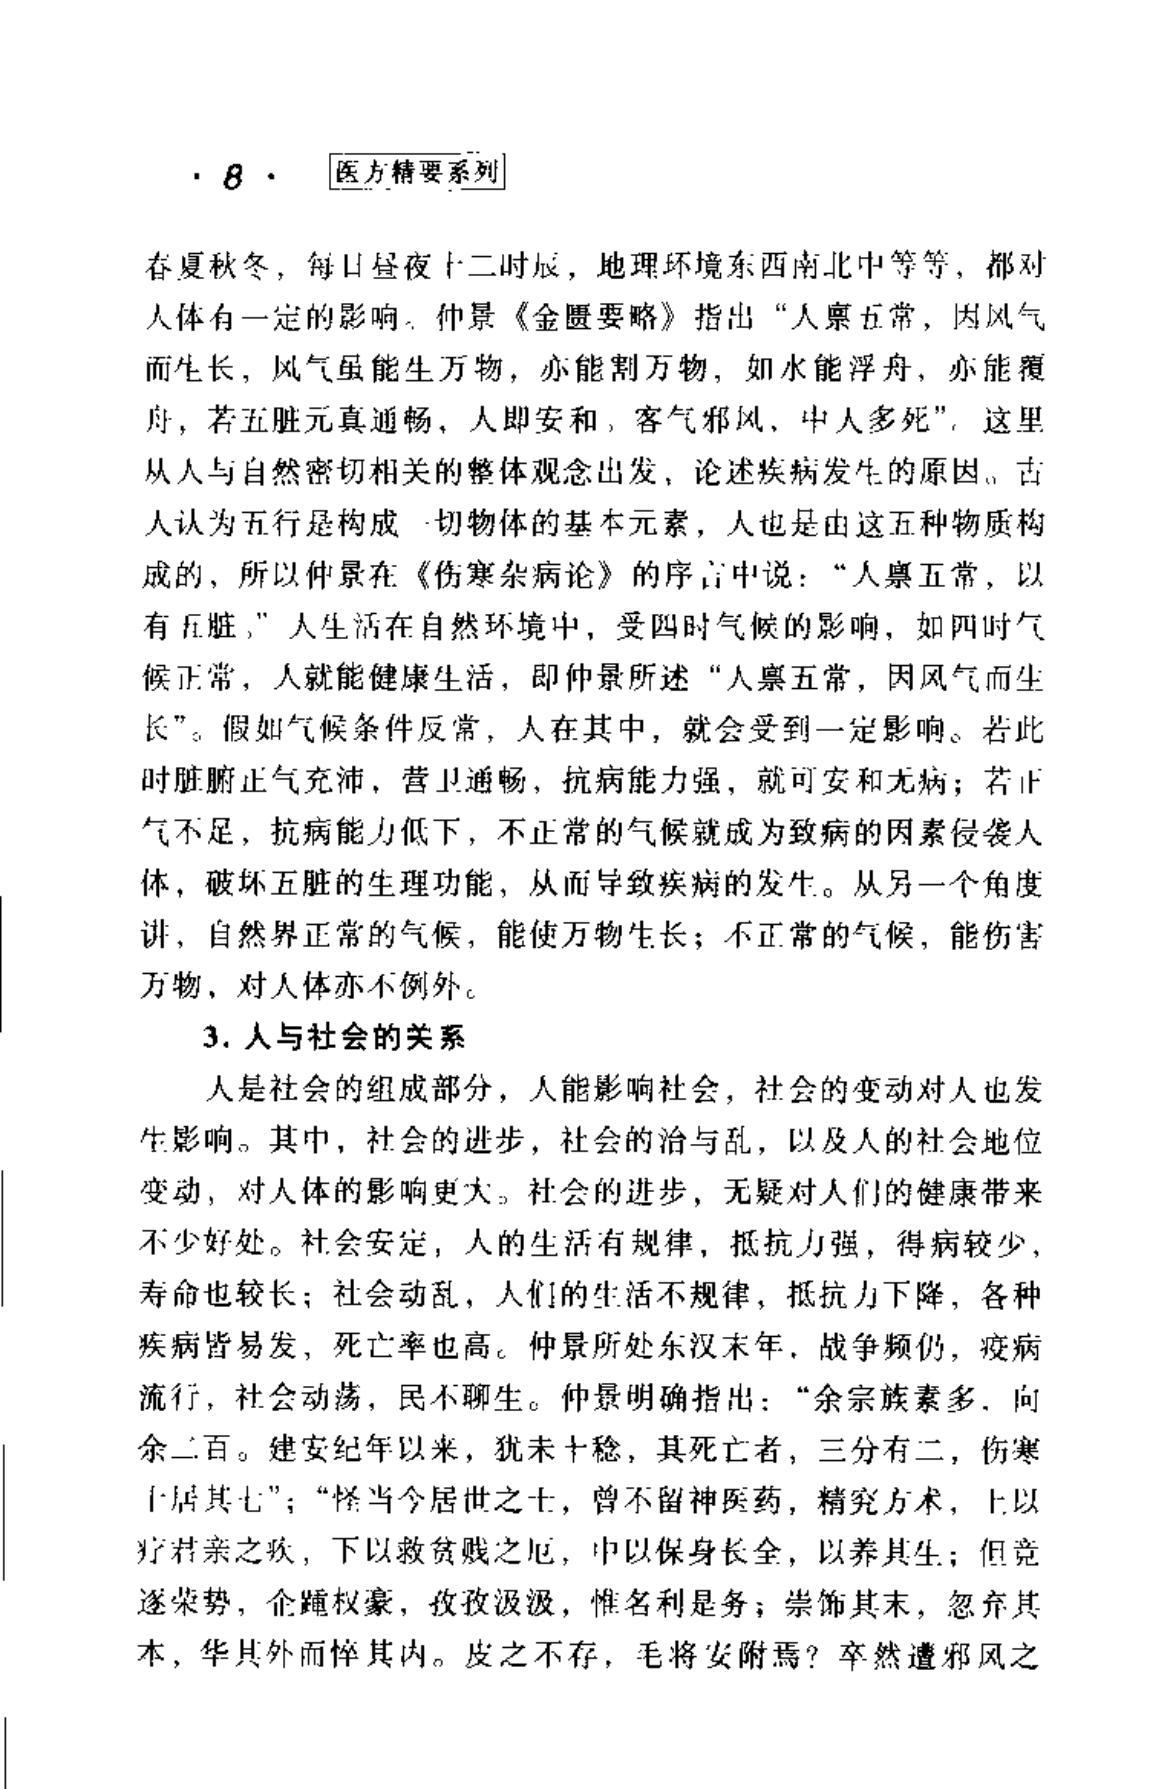 · 8 · 医方精要系列
春夏秋冬，每日昼夜十二时辰，地理环境东西南北中等等，都对
人体有一定的影响。仲景《金匮要略》指出“人禀五常，因风气
而生长，风气虽能生万物，亦能割万物，如水能浮舟，亦能覆
舟，若五脏元真通畅，人即安和。客气邪风，中人多死”。这里
从人与自然密切相关的整体观念出发，论述疾病发生的原因。古
人认为五行是构成一切物体的基本元素，人也是由这五种物质构
成的，所以仲景在《伤寒杂病论》的序言中说：“人禀五常，以
有五脏。”人生活在自然环境中，受四时气候的影响，如四时气
候正常，人就能健康生活，即仲景所述“人禀五常，因风气而生
长”。假如气候条件反常，人在其中，就会受到一定影响。若此
时脏腑正气充沛，营卫通畅，抗病能力强，就可安和无病；若正
气不足，抗病能力低下，不正常的气候就成为致病的因素侵袭人
体，破坏五脏的生理功能，从而导致疾病的发生。从另一个角度
讲，自然界正常的气候，能使万物生长；不正常的气候，能伤害
万物，对人体亦不例外。
3. 人与社会的关系
人是社会的组成部分，人能影响社会，社会的变动对人也发
生影响。其中，社会的进步，社会的治与乱，以及人的社会地位
变动，对人体的影响更大。社会的进步，无疑对人们的健康带来
不少好处。社会安定，人的生活有规律，抵抗力强，得病较少，
寿命也较长；社会动乱，人们的生活不规律，抵抗力下降，各种
疾病皆易发，死亡率也高。仲景所处东汉末年，战争频仍，疫病
流行，社会动荡，民不聊生。仲景明确指出：“余宗族素多，向
余二百。建安纪年以来，犹未十稔，其死亡者，三分有二，伤寒
十居其七”；“怪当今居世之士，曾不留神医药，精究方术，上以
疗君亲之疾，下以救贫贱之厄，中以保身长全，以养其生；但竞
逐荣势，企踵权豪，孜孜汲汲，惟名利是务；崇饰其末，忽弃其
本，华其外而悴其内。皮之不存，毛将安附焉？卒然遭邪风之